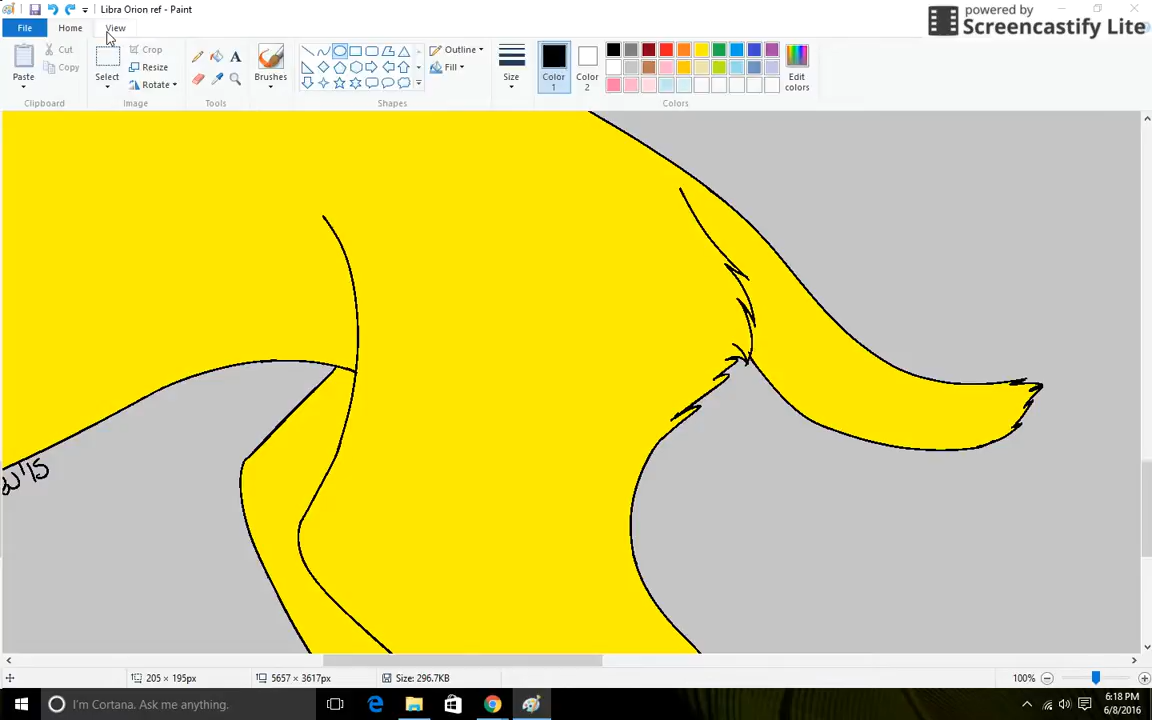 Libra Orion ref - Paint
powered by
Screencastify Lite
File Home View
Paste
Cut
Copy
Clipboard
Select
Crop
Resize
Rotate
Image
A
Tools
Brushes
Outline
Fill
Shapes
Size
Color 1
Color 2
Edit colors
Colors
'15
205 × 195px
5657 × 3617px
Size: 296.7KB
100%
I'm Cortana. Ask me anything.
6:18 PM
6/8/2016